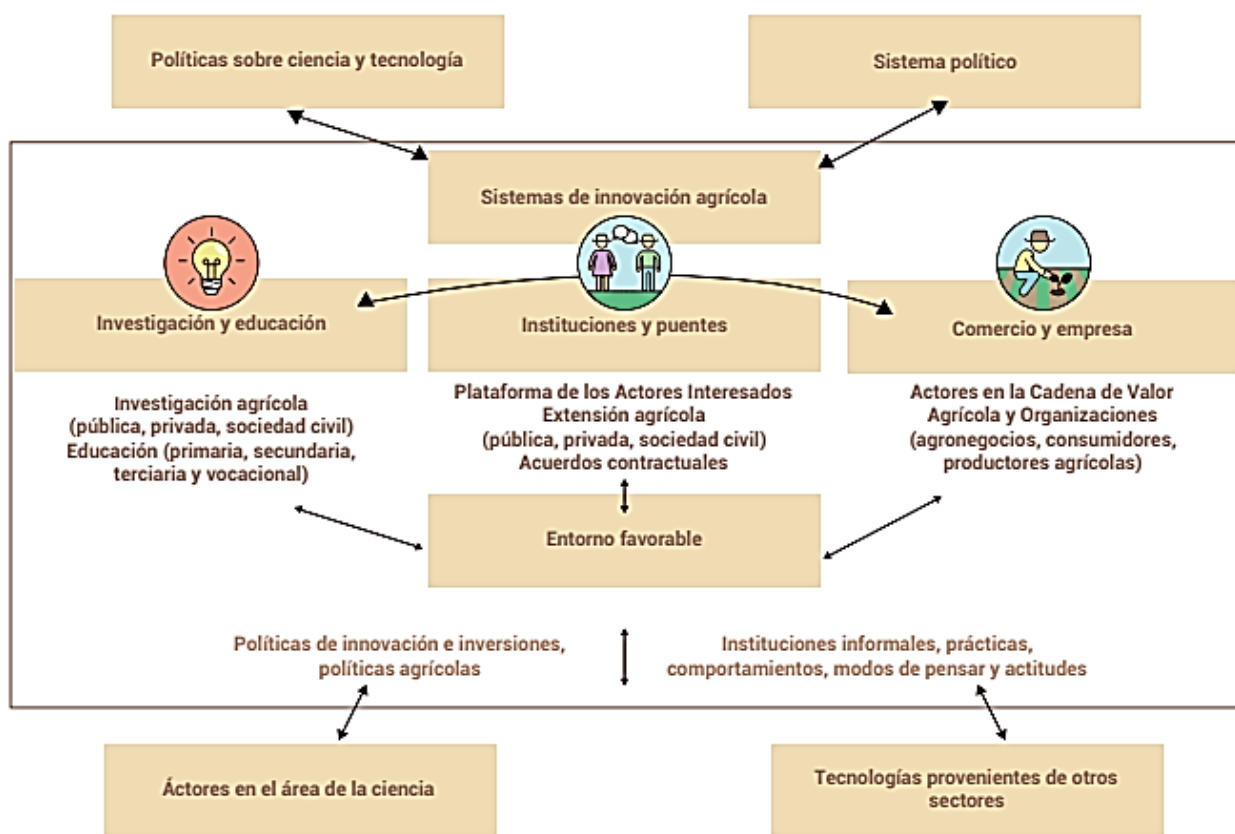 Políticas sobre ciencia y tecnología
Sistema político
Sistemas de innovación agrícola
Investigación y educación
Instituciones y puentes
Comercio y empresa
Investigación agrícola
(pública, privada, sociedad civil)
Educación (primaria, secundaria,
terciaria y vocacional)
Plataforma de los Actores Interesados
Extensión agrícola
(pública, privada, sociedad civil)
Acuerdos contractuales
Actores en la Cadena de Valor
Agrícola y Organizaciones
(agronegocios, consumidores,
productores agrícolas)
Entorno favorable
Políticas de innovación e inversiones,
políticas agrícolas
Instituciones informales, prácticas,
comportamientos, modos de pensar y actitudes
Áctores en el área de la ciencia
Tecnologías provenientes de otros
sectores